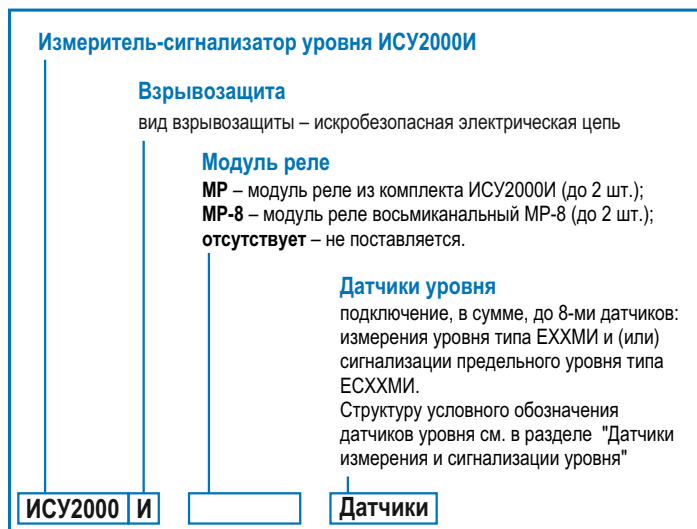 Измеритель-сигнализатор уровня ИСУ2000И
Взрывозащита
вид взрывозащиты – искробезопасная электрическая цепь
Модуль реле
МР – модуль реле из комплекта ИСУ2000И (до 2 шт.);
МР-8 – модуль реле восьмиканальный МР-8 (до 2 шт.);
отсутствует – не поставляется.
Датчики уровня
подключение, в сумме, до 8-ми датчиков:
измерения уровня типа ЕХХМИ и (или)
сигнализации предельного уровня типа
ЕСХХМИ.
Структуру условного обозначения
датчиков уровня см. в разделе "Датчики
измерения и сигнализации уровня"
ИСУ2000 И Датчики